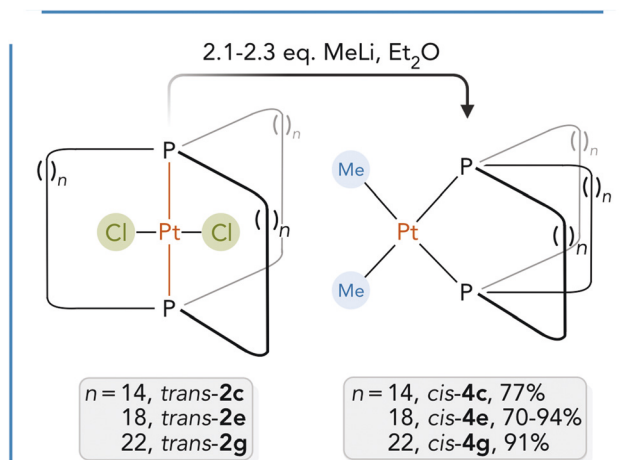 2.1-2.3 eq. MeLi, Et₂O
P
( )n
( )n
( )n
Cl
Pt
Cl
P
Me
P
( )n
( )n
( )n
Pt
Me
P
n = 14, trans-2c
18, trans-2e
22, trans-2g
n = 14, cis-4c, 77%
18, cis-4e, 70-94%
22, cis-4g, 91%